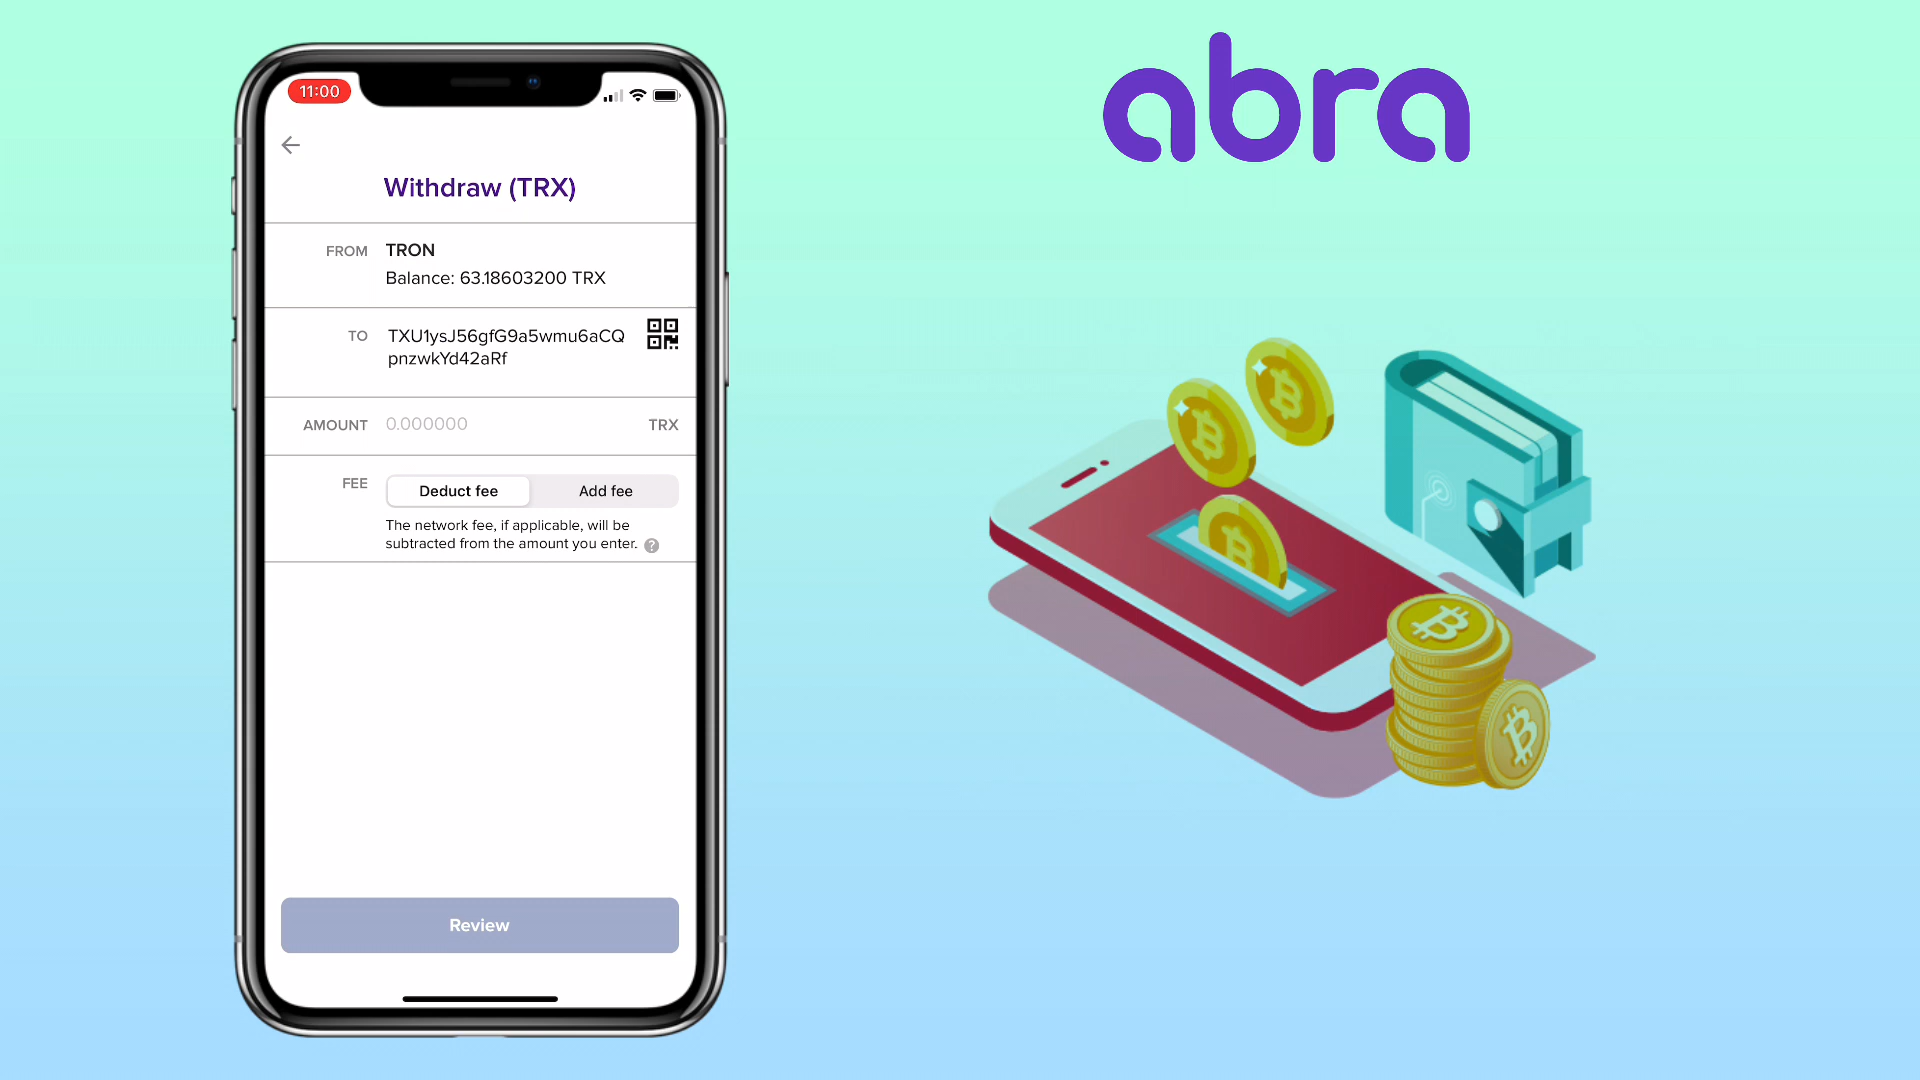 abra
11:00
Withdraw (TRX)
FROM TRON
Balance: 63.18603200 TRX
TO TXU1ysJ56gfG9a5wmu6aCQ
pnzwkYd42aRf
AMOUNT 0.000000 TRX
FEE Deduct fee Add fee
The network fee, if applicable, will be
subtracted from the amount you enter. ?
Review